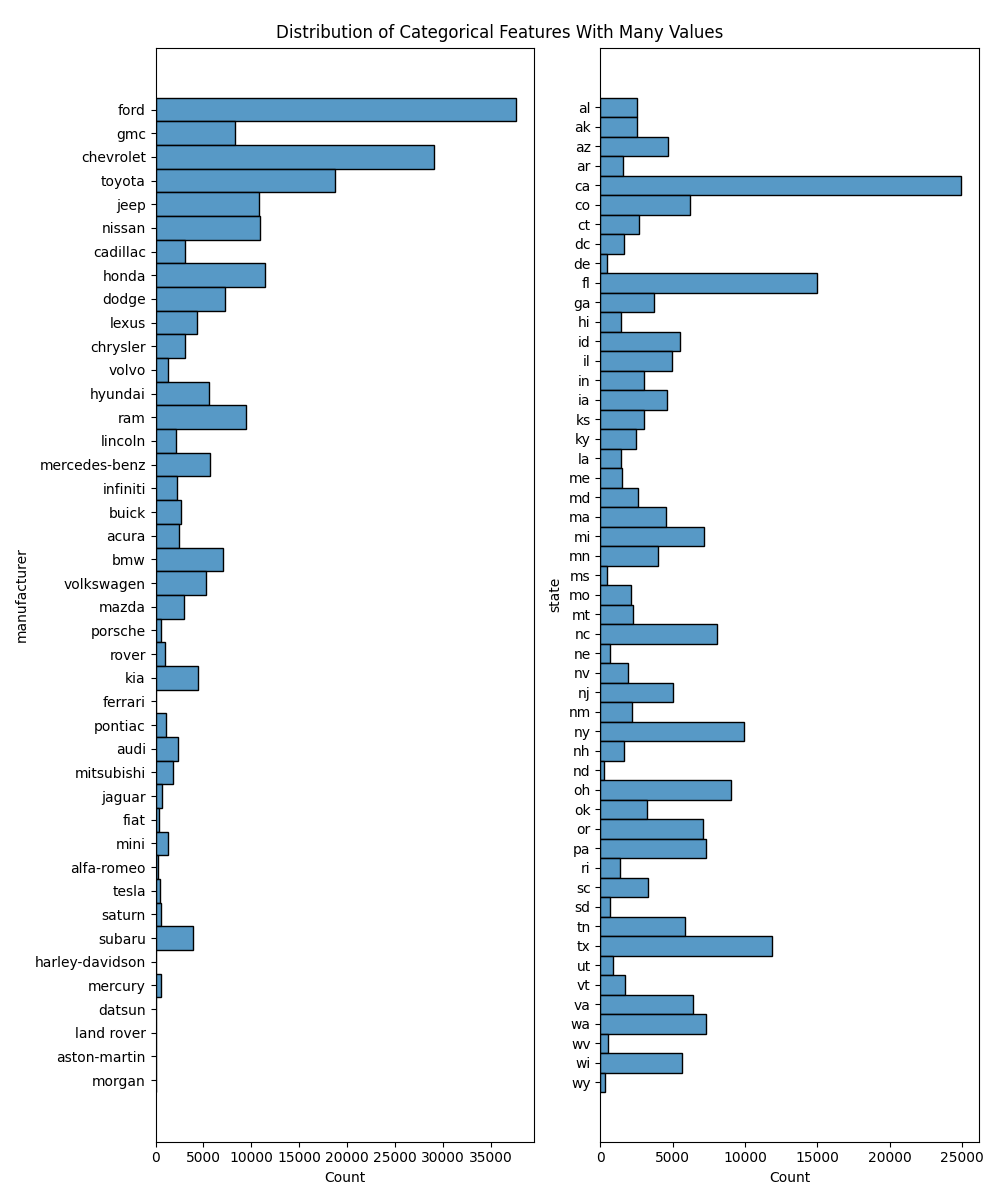 Distribution of Categorical Features With Many Values
manufacturer
ford
gmc
chevrolet
toyota
jeep
nissan
cadillac
honda
dodge
lexus
chrysler
volvo
hyundai
ram
lincoln
mercedes-benz
infiniti
buick
acura
bmw
volkswagen
mazda
porsche
rover
kia
ferrari
pontiac
audi
mitsubishi
jaguar
fiat
mini
alfa-romeo
tesla
saturn
subaru
harley-davidson
mercury
datsun
land rover
aston-martin
morgan
0 5000 10000 15000 20000 25000 30000 35000
Count
state
al
ak
az
ar
ca
co
ct
dc
de
fl
ga
hi
id
il
in
ia
ks
ky
la
me
md
ma
mi
mn
ms
mo
mt
nc
ne
nv
nj
nm
ny
nh
nd
oh
ok
or
pa
ri
sc
sd
tn
tx
ut
vt
va
wa
wv
wi
wy
0 5000 10000 15000 20000 25000
Count